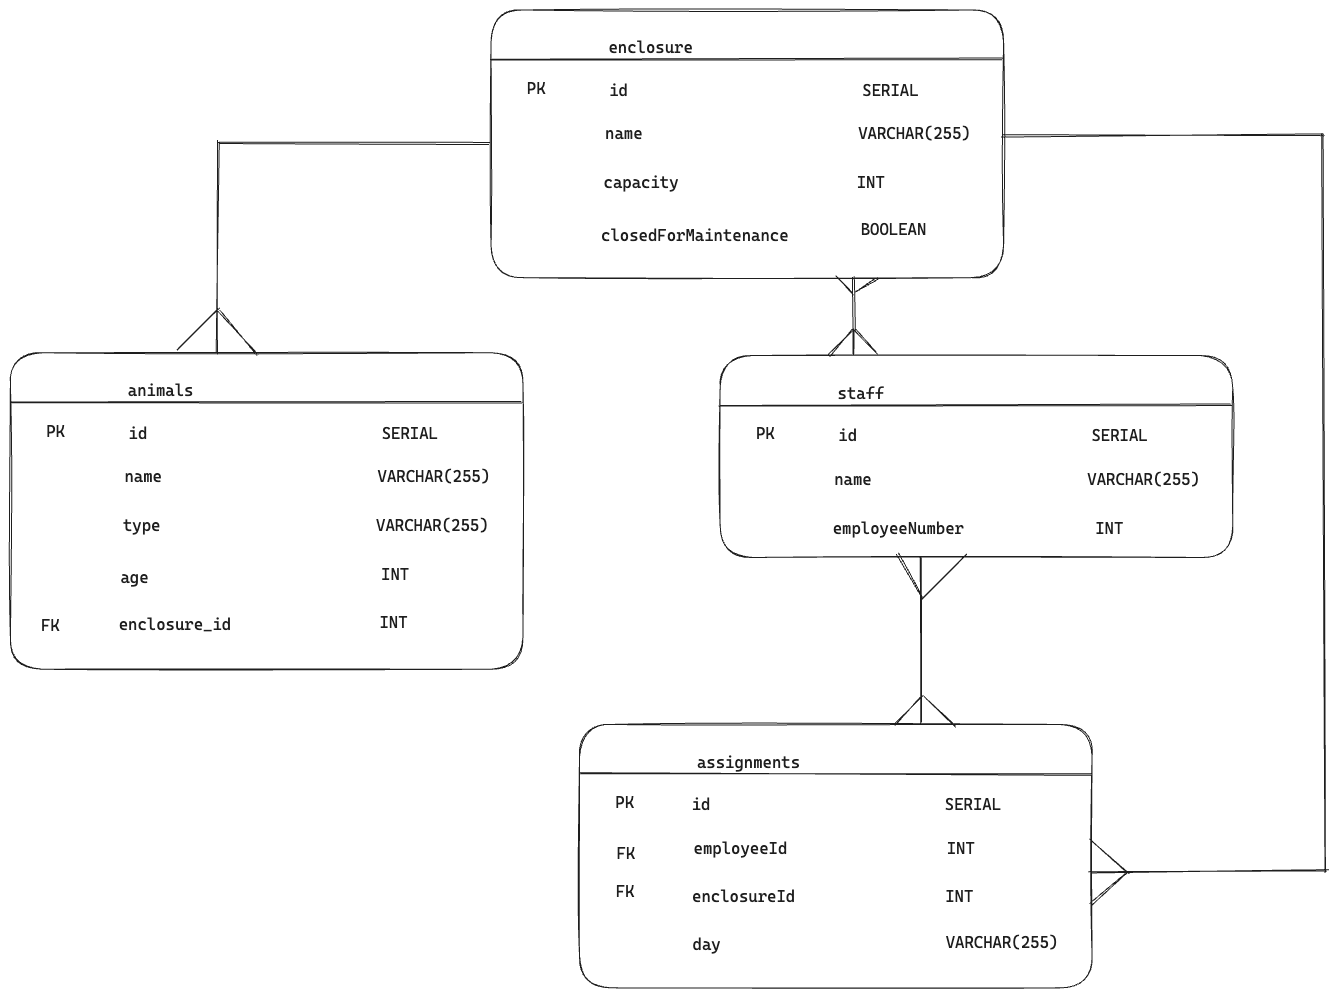 enclosure
PK id SERIAL
name VARCHAR(255)
capacity INT
closedForMaintenance BOOLEAN
animals
PK id SERIAL
name VARCHAR(255)
type VARCHAR(255)
age INT
FK enclosure_id INT
staff
PK id SERIAL
name VARCHAR(255)
employeeNumber INT
assignments
PK id SERIAL
FK employeeId INT
FK enclosureId INT
day VARCHAR(255)